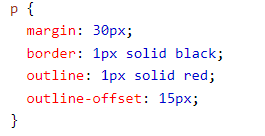 p {
  margin: 30px;
  border: 1px solid black;
  outline: 1px solid red;
  outline-offset: 15px;
}